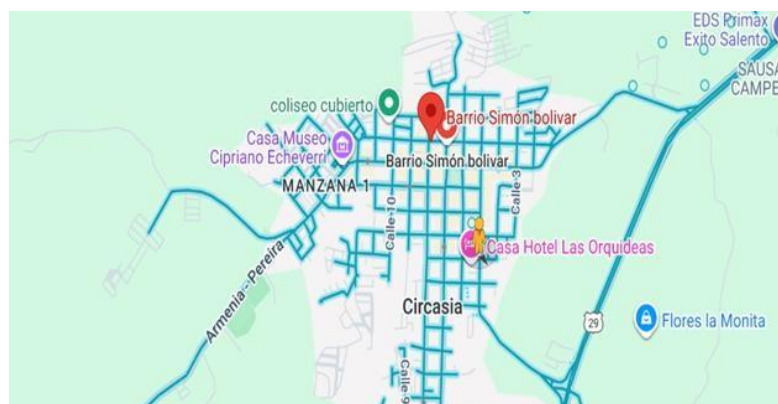 EDS Primax
Exito Salento
SAUSA
CAMPE
coliseo cubierto
Barrio Simón bolivar
Casa Museo
Cipriano Echeverri
Barrio Simón bolivar
MANZANA 1
Calle 3
Calle 10
Casa Hotel Las Orquideas
Armenia - Pereira
Circasia
29
Flores la Monita
Calle 6